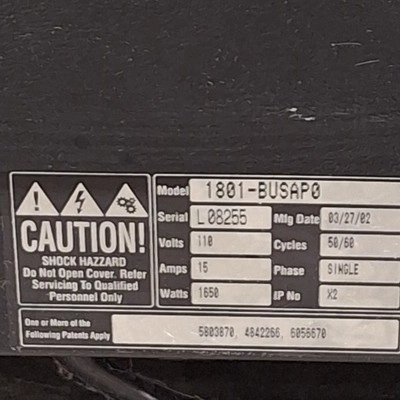 CAUTION!
SHOCK HAZZARD
Do Not Open Cover. Refer
Servicing To Qualified
Personnel Only
Model 1801-BUSAP0
Serial L 08255 Mfg Date 03/27/02
Volts 110 Cycles 50/60
Amps 15 Phase SINGLE
Watts 1650 IP No X2
One or More of the
Following Patents Apply 5803870, 4842266, 6056670